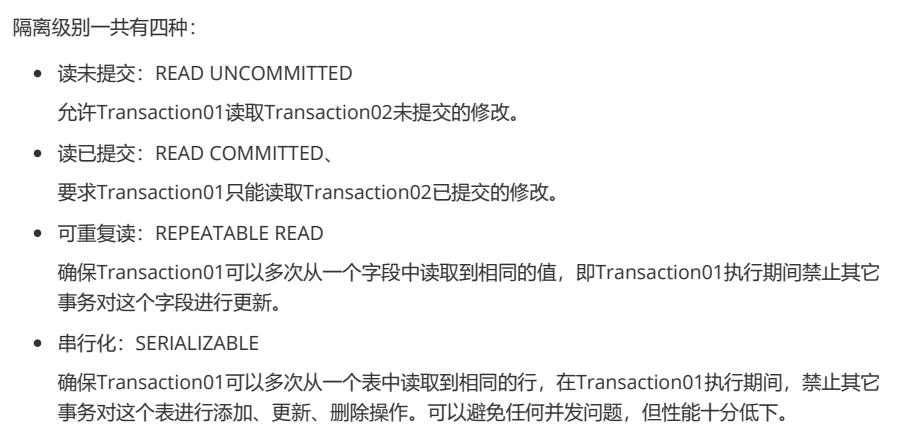 隔离级别一共有四种：
读未提交：READ UNCOMMITTED
允许Transaction01读取Transaction02未提交的修改。
读已提交：READ COMMITTED、
要求Transaction01只能读取Transaction02已提交的修改。
可重复读：REPEATABLE READ
确保Transaction01可以多次从一个字段中读取到相同的值，即Transaction01执行期间禁止其它
事务对这个字段进行更新。
串行化：SERIALIZABLE
确保Transaction01可以多次从一个表中读取到相同的行，在Transaction01执行期间，禁止其它
事务对这个表进行添加、更新、删除操作。可以避免任何并发问题，但性能十分低下。